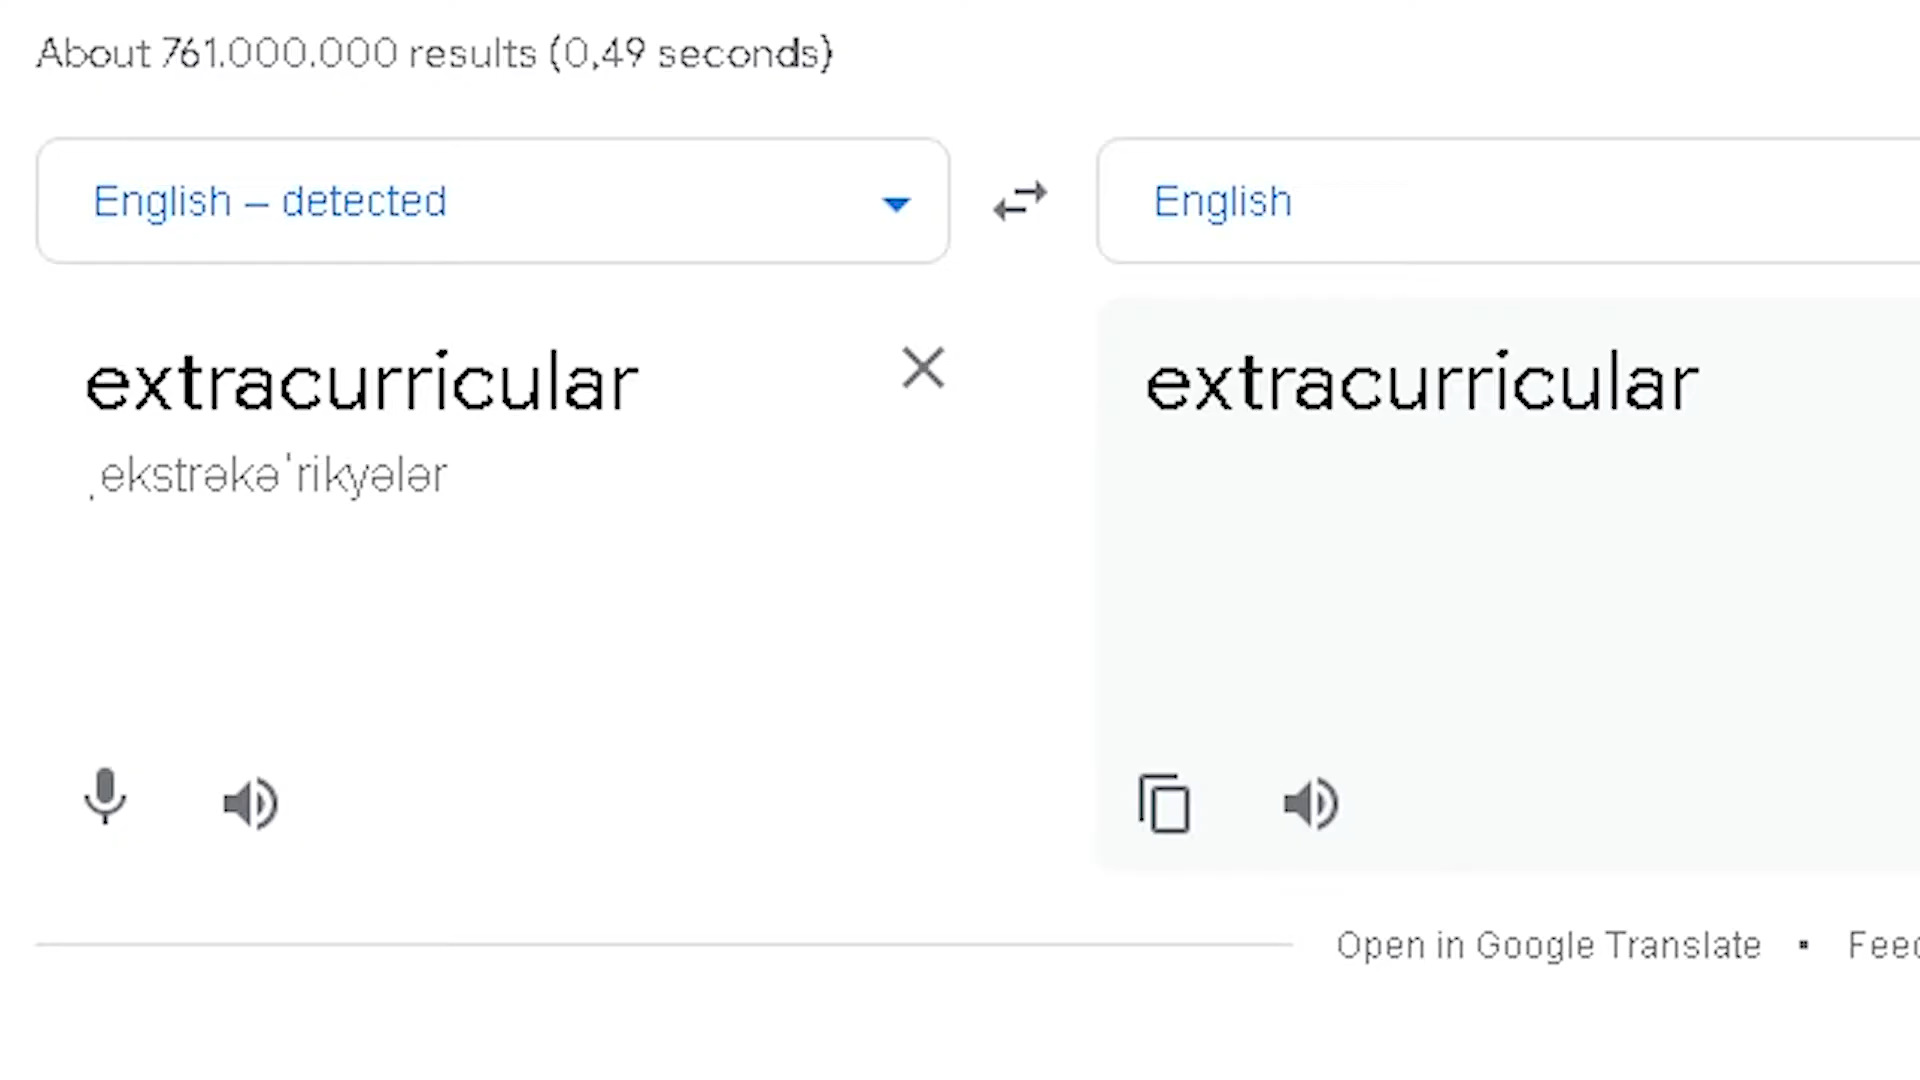 About 761.000.000 results (0,49 seconds)
English – detected
English
extracurricular
extracurricular
ˌekstrəkəˈrikyələr
Open in Google Translate ▪